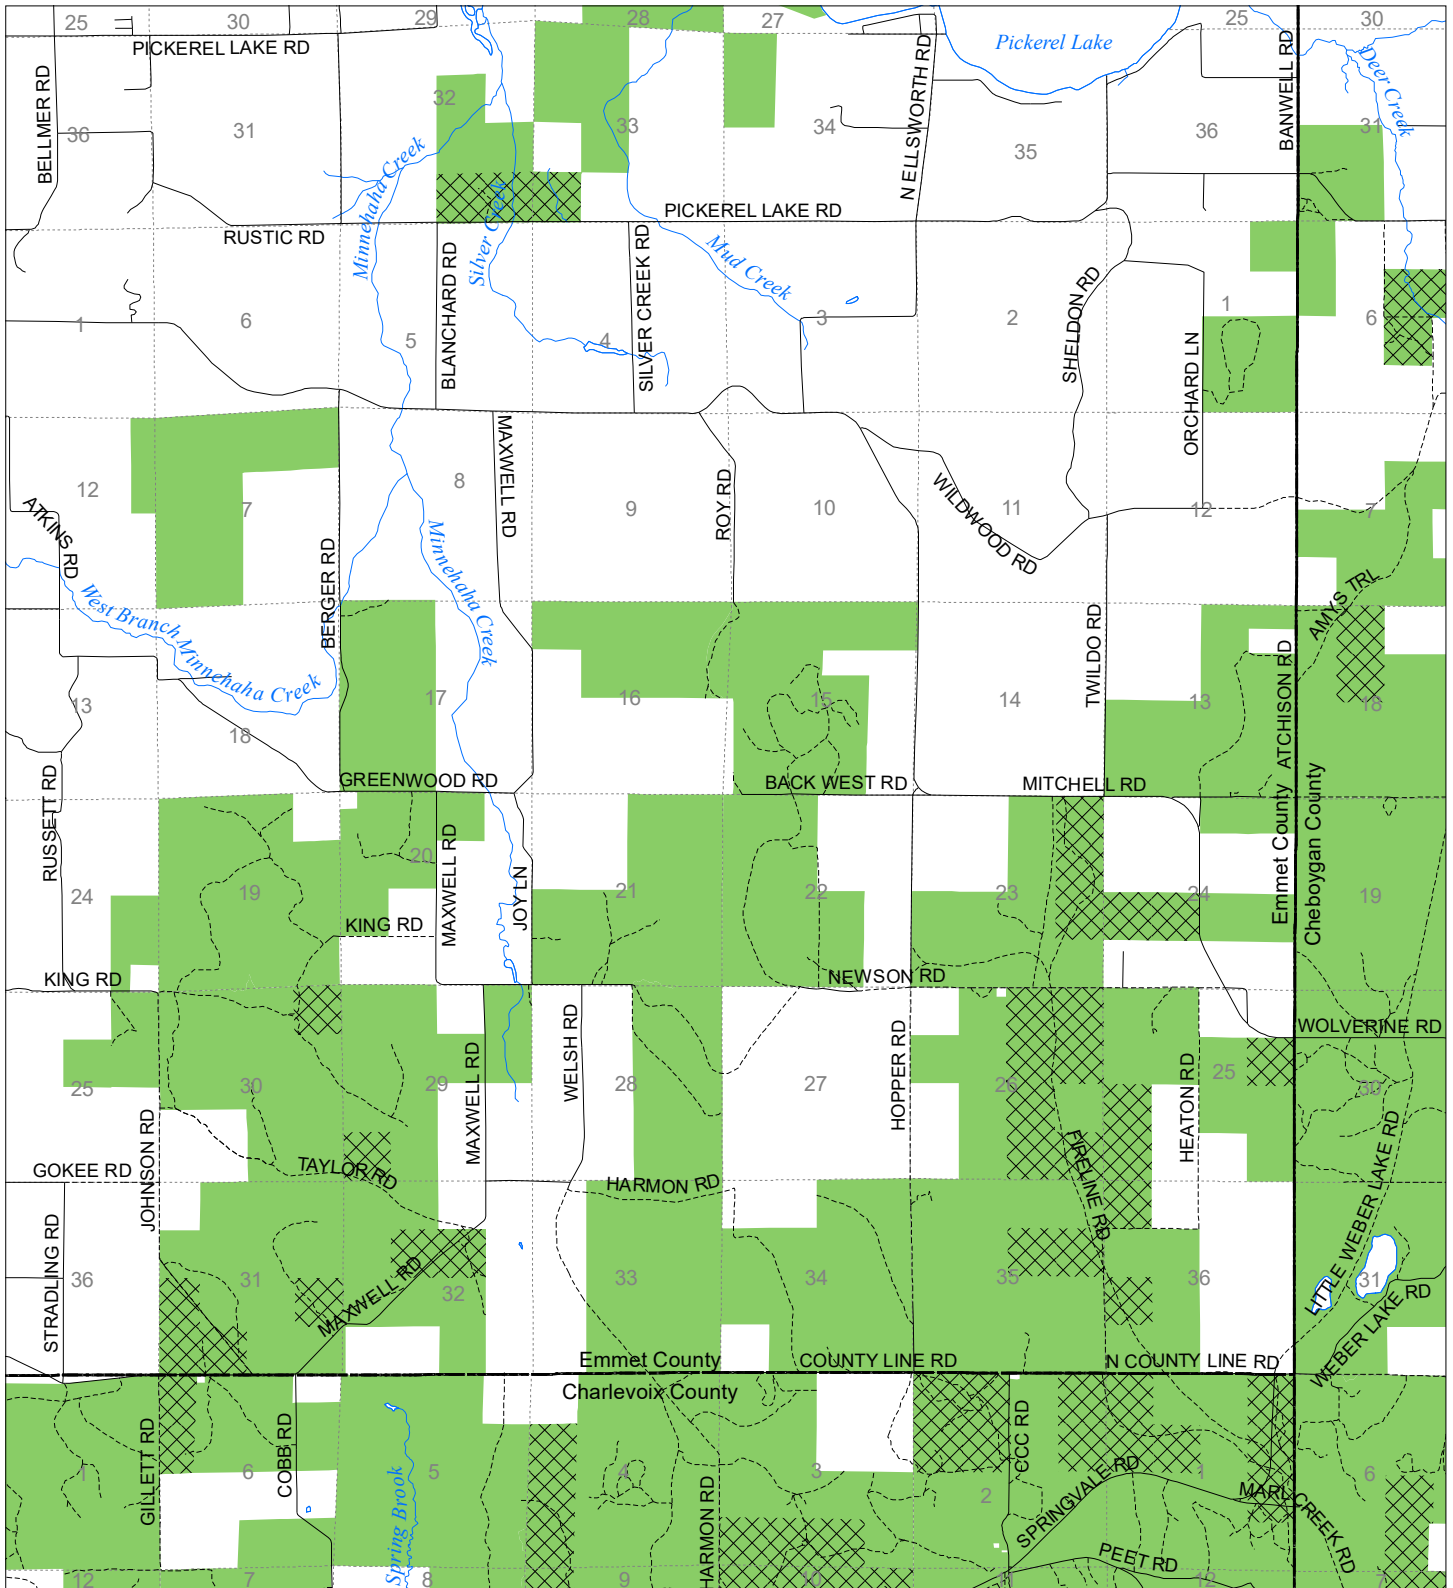 25
30
29
28
27
25
30
PICKEREL LAKE RD
Pickerel Lake
BELLMER RD
N ELLSWORTH RD
BANWELL RD
Deer Creek
36
31
32
33
34
35
36
31
Minnehaha Creek
Silver Creek
PICKEREL LAKE RD
RUSTIC RD
Mud Creek
BLANCHARD RD
SILVER CREEK RD
SHELDON RD
ORCHARD LN
1
6
5
4
3
2
1
6
12
7
8
9
10
11
12
7
ATKINS RD
MAXWELL RD
ROY RD
WILDWOOD RD
BERGER RD
Minnehaha Creek
West Branch Minnehaha Creek
TWILDO RD
AMYS TRL
ATCHISON RD
13
18
17
16
15
14
13
18
GREENWOOD RD
BACK WEST RD
MITCHELL RD
Emmet County
Cheboygan County
RUSSETT RD
MAXWELL RD
JOY LN
24
19
20
21
22
23
24
19
KING RD
KING RD
NEWSON RD
WOLVERINE RD
25
30
29
28
27
26
25
30
MAXWELL RD
WELSH RD
HOPPER RD
HEATON RD
JOHNSON RD
GOKEE RD
TAYLOR RD
HARMON RD
FIRELINE RD
LITTLE WEBER LAKE RD
STRADLING RD
36
31
32
33
34
35
36
31
MAXWELL RD
WEBER LAKE RD
Emmet County
COUNTY LINE RD
N COUNTY LINE RD
Charlevoix County
GILLETT RD
COBB RD
Spring Brook
HARMON RD
CCC RD
SPRINGVALE RD
MARL CREEK RD
PEET RD
1
6
5
4
3
2
1
6
12
7
8
9
10
11
12
7